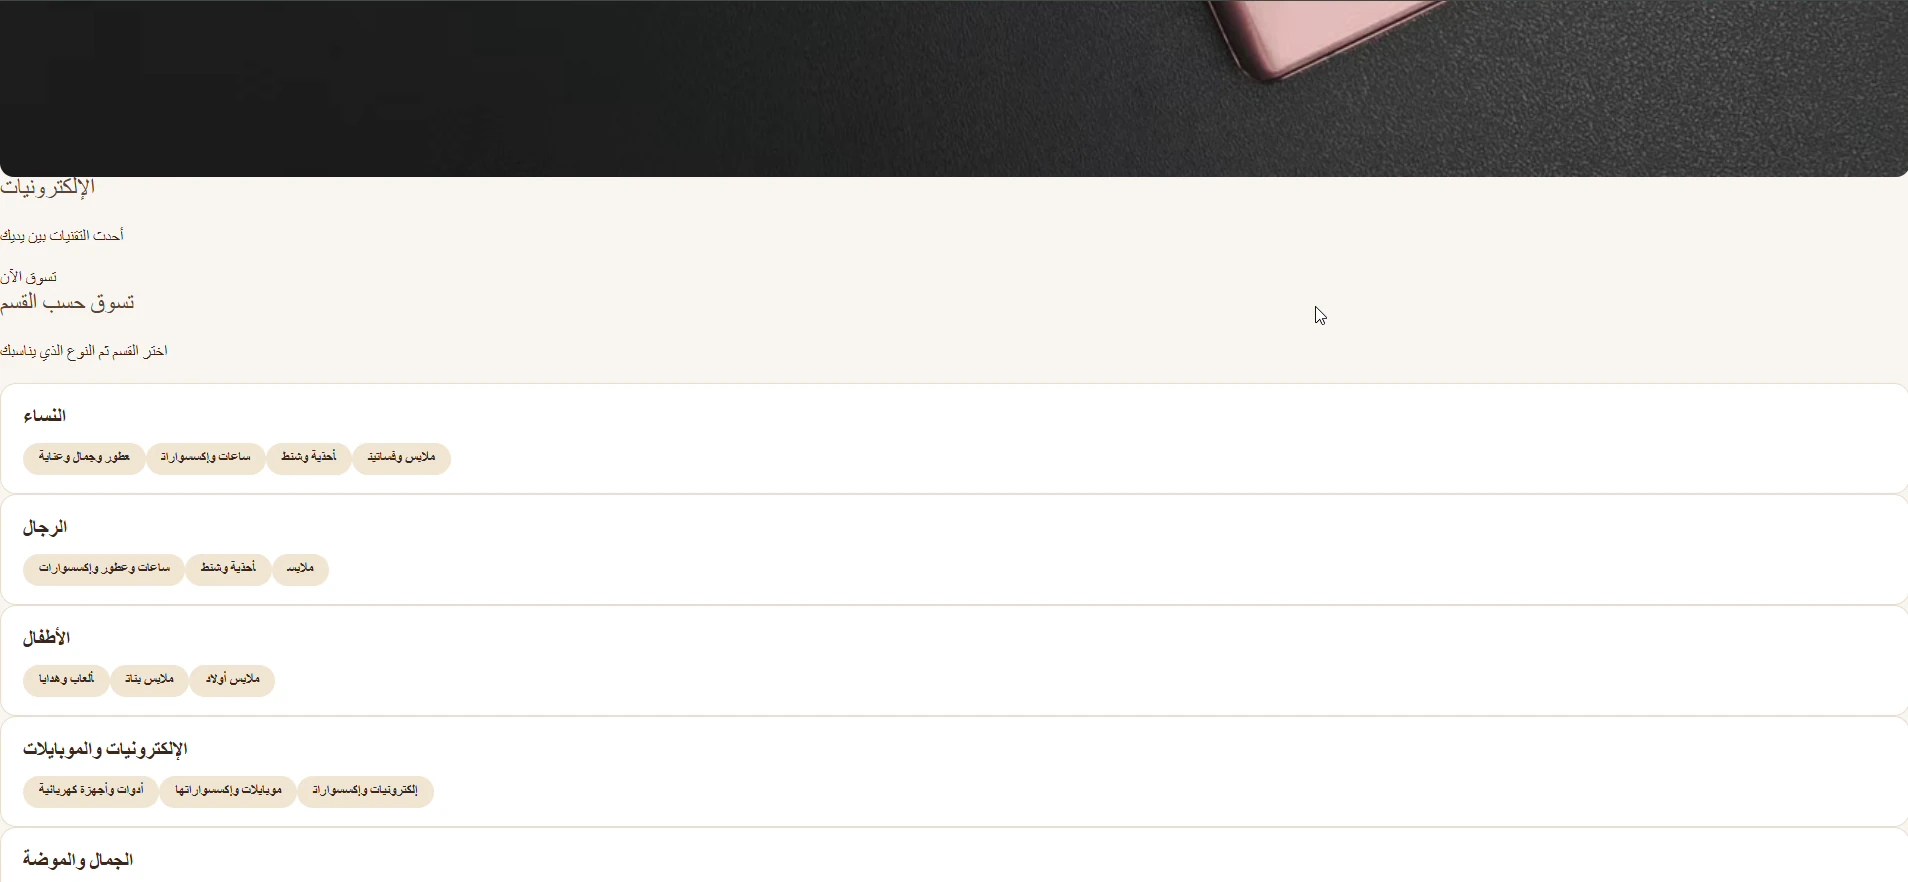 الإلكترونيات
أحدث التقنيات بين يديك
تسوق الآن
تسوق حسب القسم
اختر القسم ثم النوع الذي يناسبك
النساء
ملابس وفساتين أحذية وشنط ساعات وإكسسوارات عطور وجمال وعناية
الرجال
ملابس أحذية وشنط ساعات وعطور وإكسسوارات
الأطفال
ملابس أولاد ملابس بنات ألعاب وهدايا
الإلكترونيات والموبايلات
إلكترونيات وإكسسوارات موبايلات وإكسسواراتها أدوات وأجهزة كهربائية
الجمال والموضة